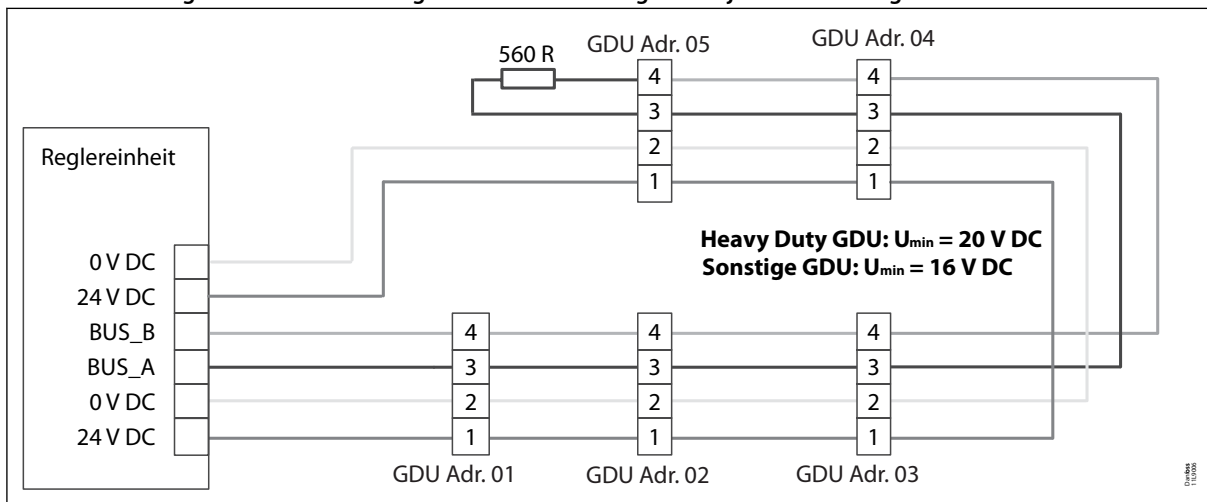 560 R
GDU Adr. 05
GDU Adr. 04
4
3
2
1
4
3
2
1
Reglereinheit
0 V DC
24 V DC
BUS_B
BUS_A
0 V DC
24 V DC
Heavy Duty GDU: Umin = 20 V DC
Sonstige GDU: Umin = 16 V DC
4
3
2
1
4
3
2
1
4
3
2
1
GDU Adr. 01
GDU Adr. 02
GDU Adr. 03
Danfoss